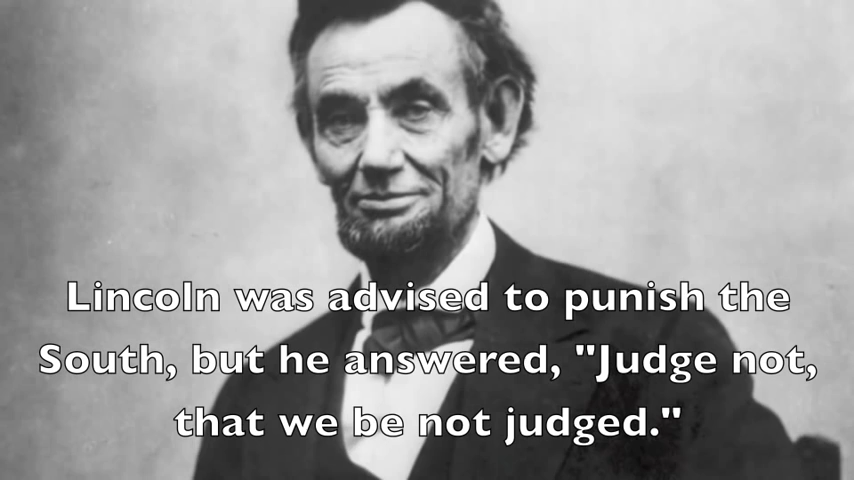 Lincoln was advised to punish the
South, but he answered, "Judge not,
that we be not judged."